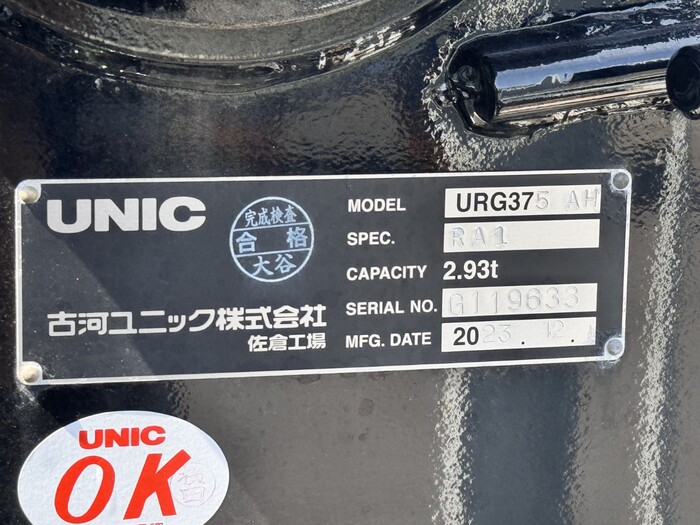 UNIC
完成検査
合格
大谷
古河ユニック株式会社
佐倉工場
MODEL URG375 AH
SPEC. RA1
CAPACITY 2.93t
SERIAL NO. G119633
MFG. DATE 2023.12.
UNIC
OK